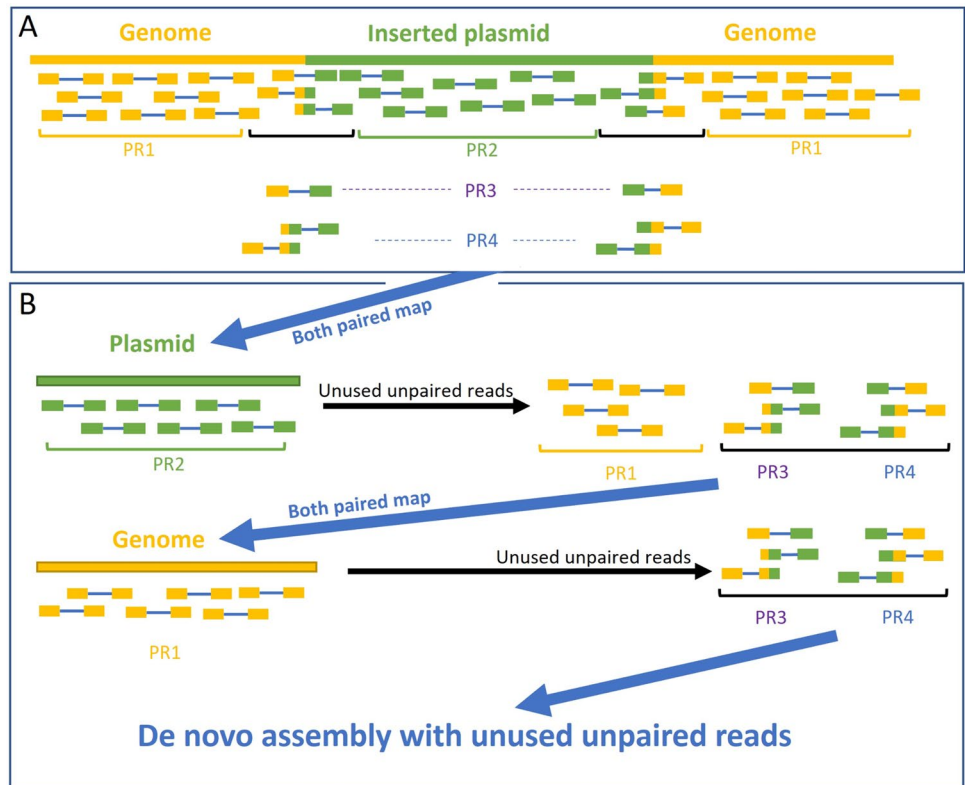 A
Genome
Inserted plasmid
Genome
PR1
PR2
PR1
PR3
PR4
B
Both paired map
Plasmid
Unused unpaired reads
PR2
PR1
PR3
PR4
Both paired map
Genome
Unused unpaired reads
PR1
PR3
PR4
De novo assembly with unused unpaired reads